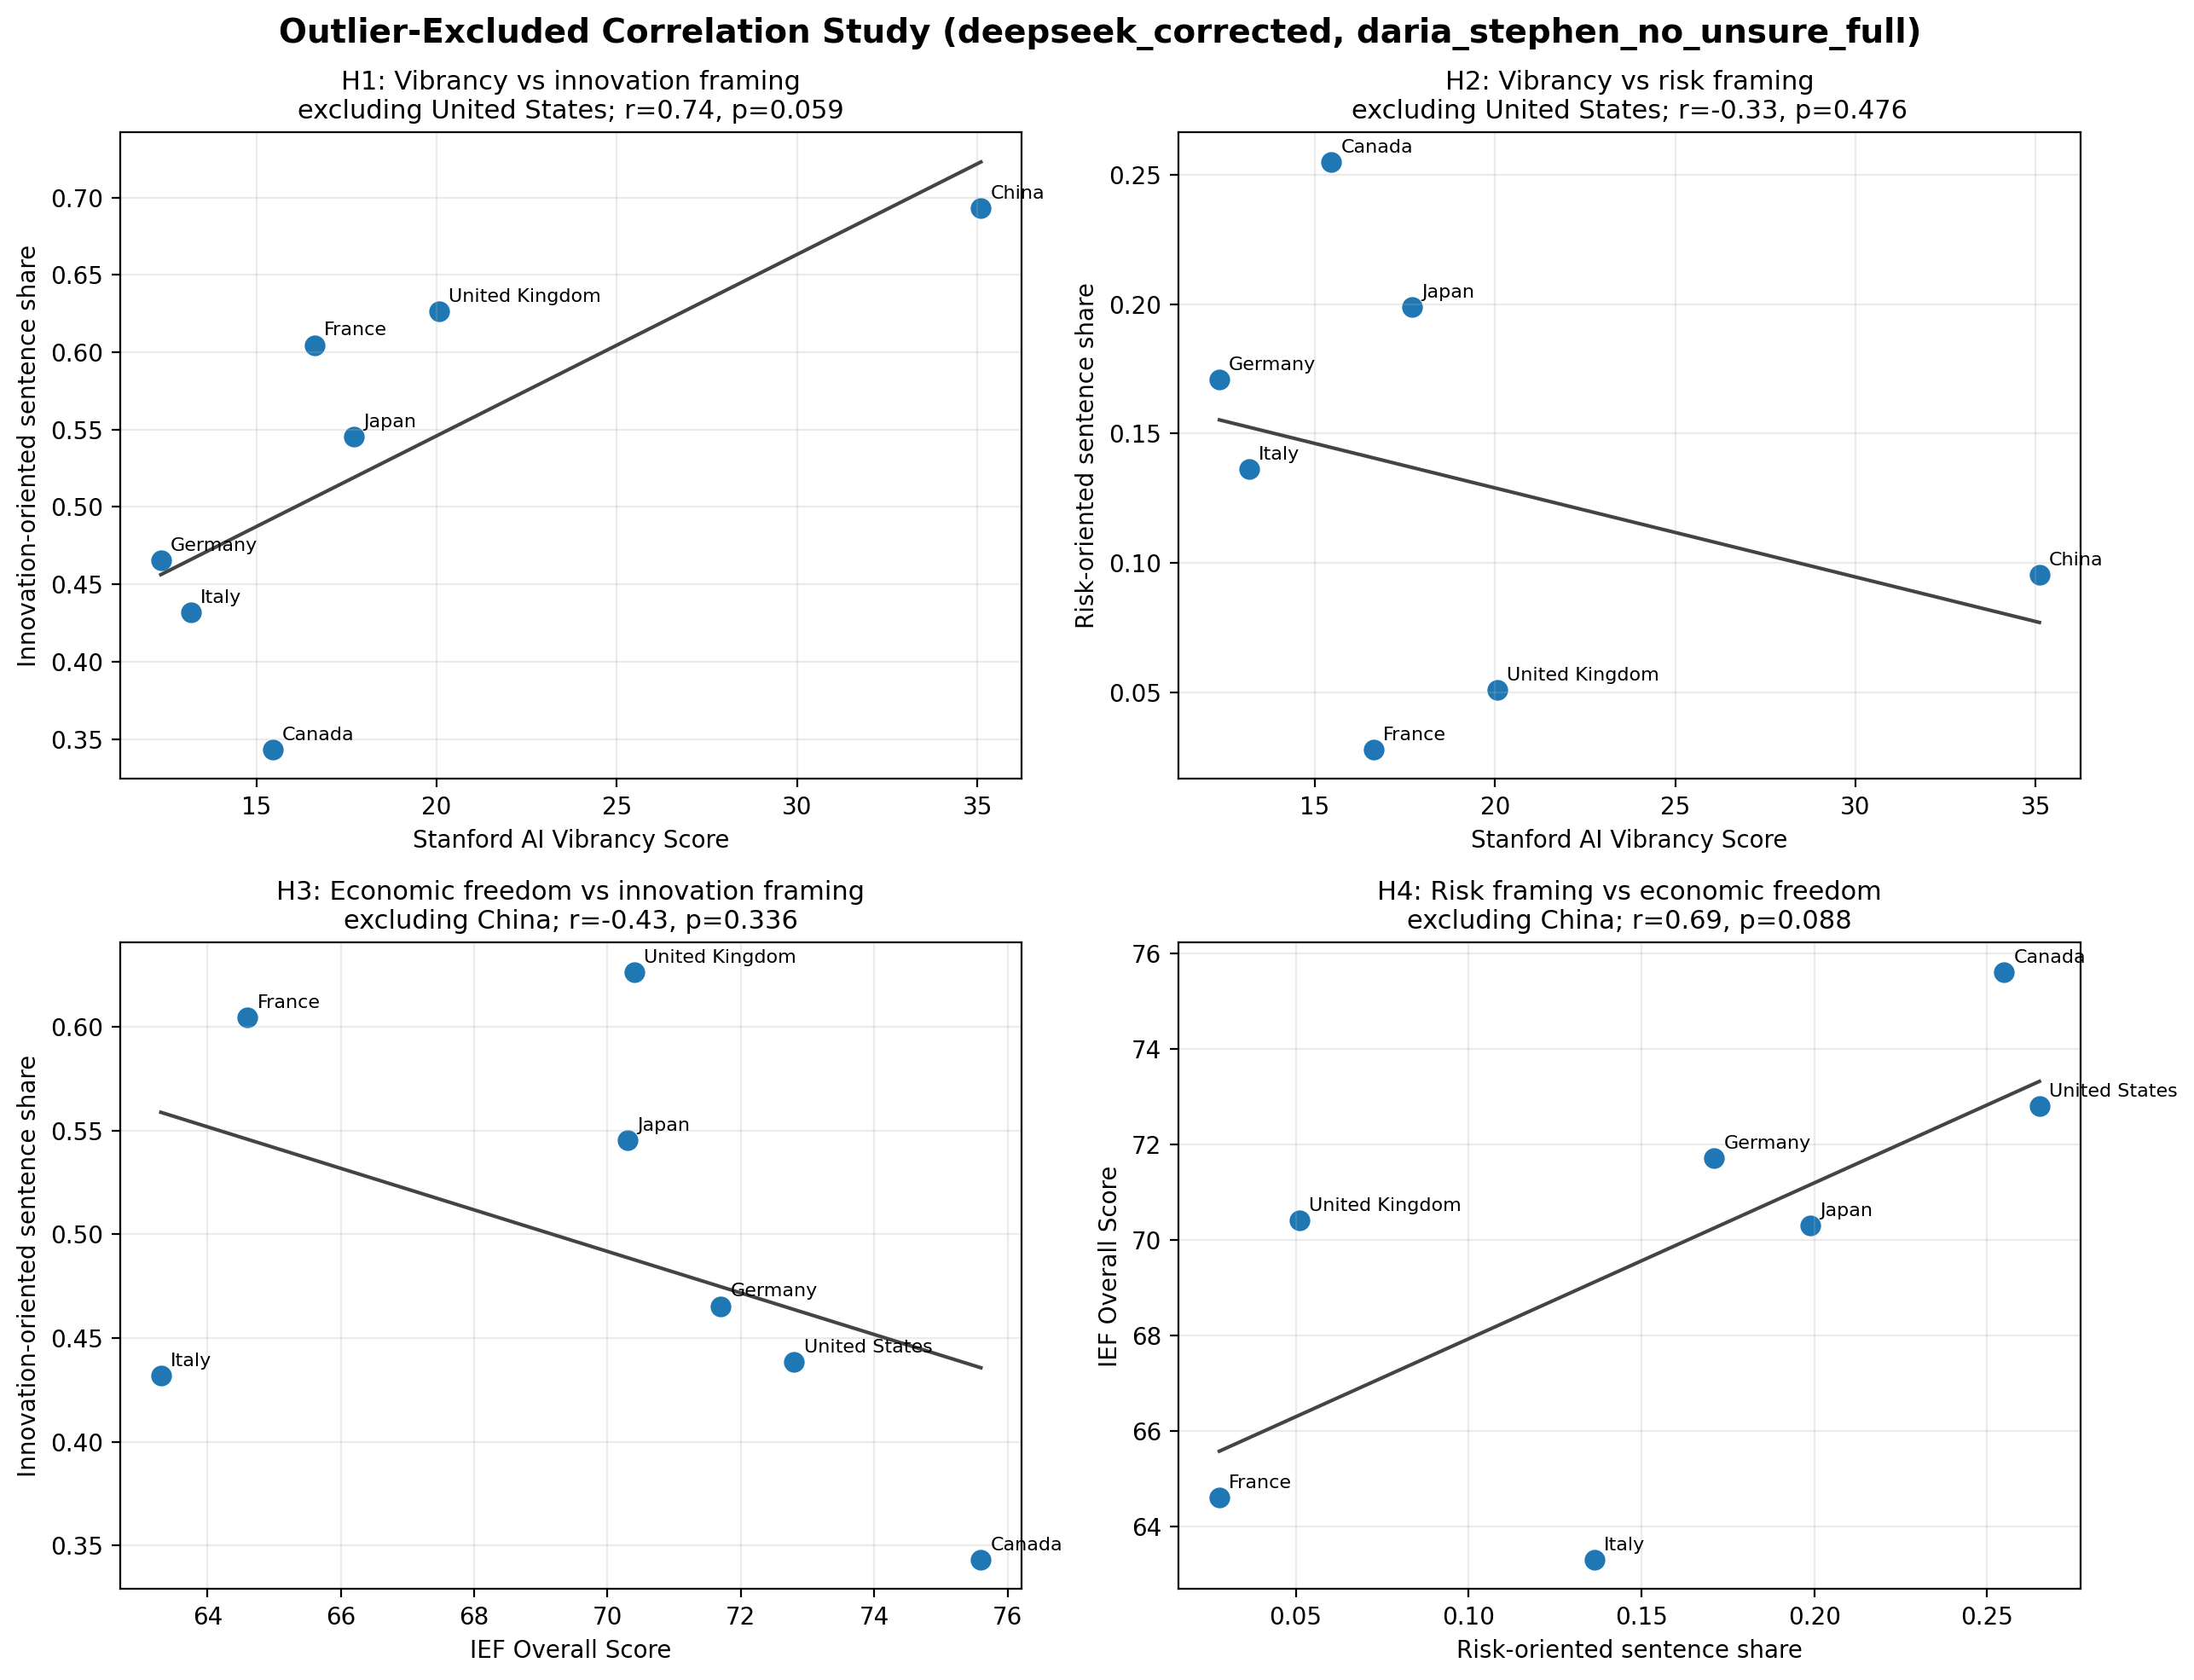 Outlier-Excluded Correlation Study (deepseek_corrected, daria_stephen_no_unsure_full)
H1: Vibrancy vs innovation framing
excluding United States; r=0.74, p=0.059
0.70
0.65
0.60
0.55
0.50
0.45
0.40
0.35
Innovation-oriented sentence share
China
United Kingdom
France
Japan
Germany
Italy
Canada
15
20
25
30
35
Stanford AI Vibrancy Score
H2: Vibrancy vs risk framing
excluding United States; r=-0.33, p=0.476
0.25
0.20
0.15
0.10
0.05
Risk-oriented sentence share
Canada
Japan
Germany
Italy
China
United Kingdom
France
15
20
25
30
35
Stanford AI Vibrancy Score
H3: Economic freedom vs innovation framing
excluding China; r=-0.43, p=0.336
0.60
0.55
0.50
0.45
0.40
0.35
Innovation-oriented sentence share
United Kingdom
France
Japan
Germany
United States
Italy
Canada
64
66
68
70
72
74
76
IEF Overall Score
H4: Risk framing vs economic freedom
excluding China; r=0.69, p=0.088
76
74
72
70
68
66
64
IEF Overall Score
Canada
United States
Germany
United Kingdom
Japan
France
Italy
0.05
0.10
0.15
0.20
0.25
Risk-oriented sentence share